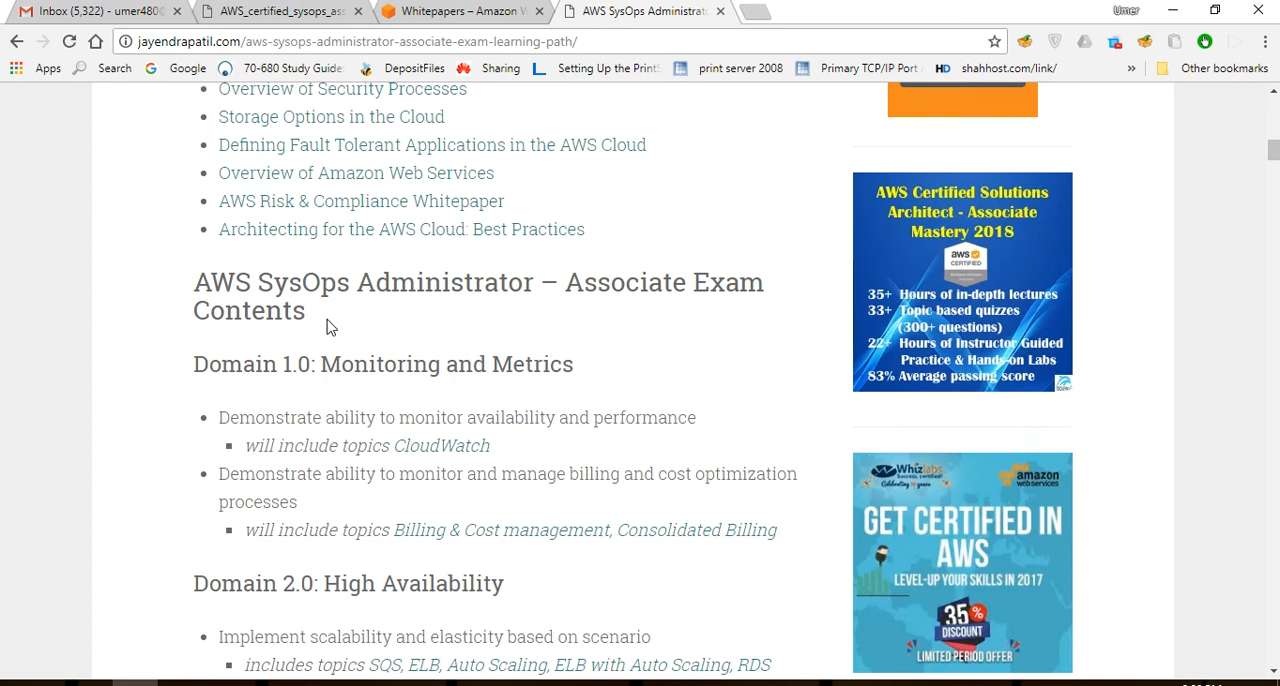 Inbox (5,322) - umer480
AWS_certified_sysops_ass
Whitepapers – Amazon W
AWS SysOps Administrato
Umer
jayendrapatil.com/aws-sysops-administrator-associate-exam-learning-path/
Apps
Search
Google
70-680 Study Guide:
DepositFiles
Sharing
Setting Up the PrintS
print server 2008
Primary TCP/IP Port
HD
shahhost.com/link/
»
Other bookmarks
Overview of Security Processes
Storage Options in the Cloud
Defining Fault Tolerant Applications in the AWS Cloud
Overview of Amazon Web Services
AWS Risk & Compliance Whitepaper
Architecting for the AWS Cloud: Best Practices
AWS SysOps Administrator – Associate Exam
Contents
Domain 1.0: Monitoring and Metrics
Demonstrate ability to monitor availability and performance
will include topics CloudWatch
Demonstrate ability to monitor and manage billing and cost optimization
processes
will include topics Billing & Cost management, Consolidated Billing
Domain 2.0: High Availability
Implement scalability and elasticity based on scenario
includes topics SQS, ELB, Auto Scaling, ELB with Auto Scaling, RDS
AWS Certified Solutions
Architect - Associate
Mastery 2018
aws
CERTIFIED
35+ Hours of in-depth lectures
33+ Topic based quizzes
(300+ questions)
22+ Hours of Instructor Guided
Practice & Hands-on Labs
83% Average passing score
Whizlabs
amazon
webservices
GET CERTIFIED IN
AWS
LEVEL-UP YOUR SKILLS IN 2017
35%
DISCOUNT
LIMITED PERIOD OFFER